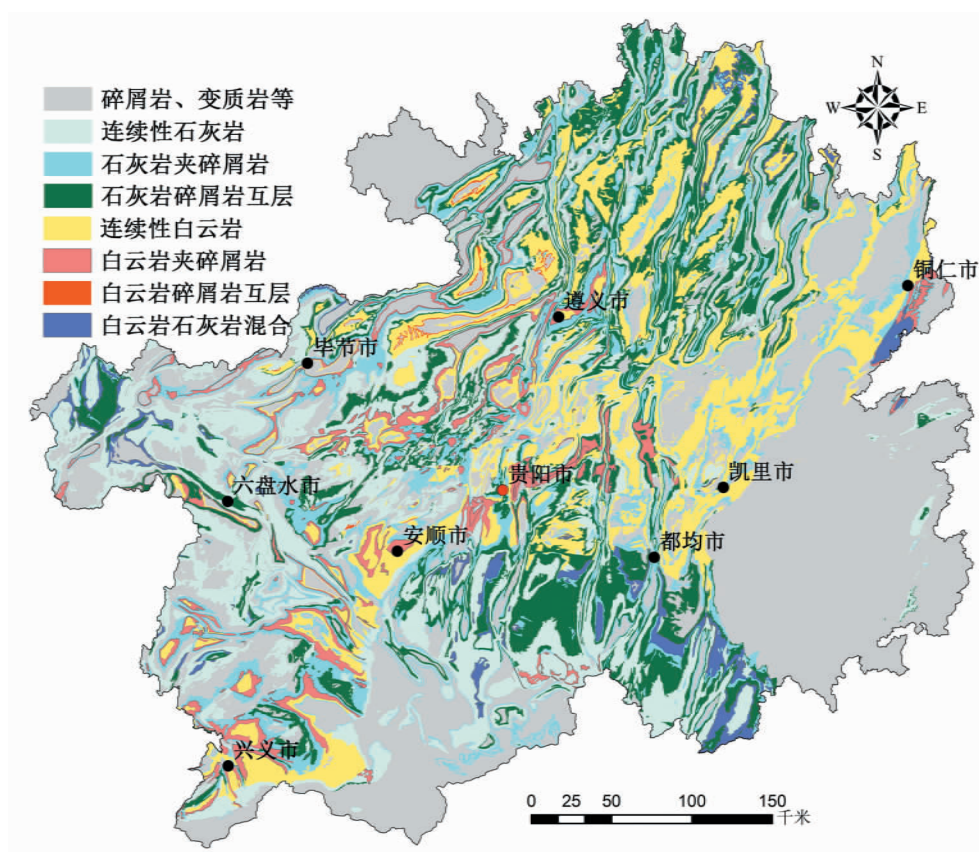 碎屑岩、变质岩等
连续性石灰岩
石灰岩夹碎屑岩
石灰岩碎屑岩互层
连续性白云岩
白云岩夹碎屑岩
白云岩碎屑岩互层
白云岩石灰岩混合
N
W
E
S
铜仁市
遵义市
毕节市
六盘水市
贵阳市
凯里市
安顺市
都均市
兴义市
0 25 50 100 150
千米